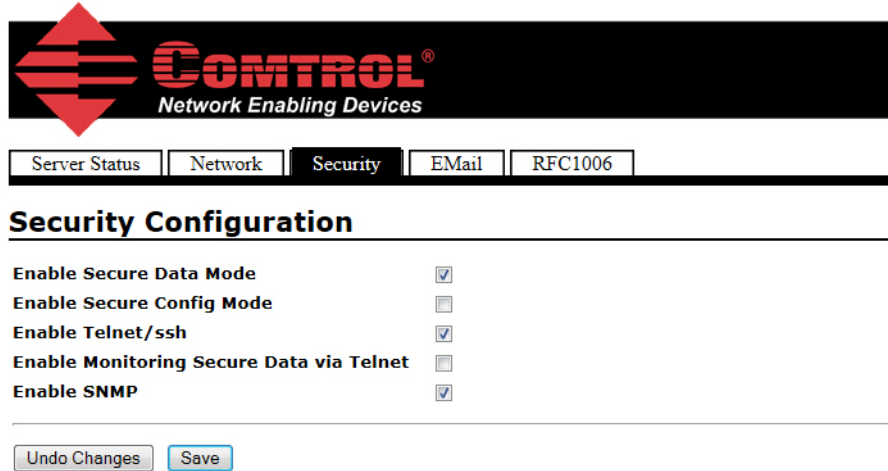 COMTROL®
Network Enabling Devices
Server Status Network Security EMail RFC1006
Security Configuration
Enable Secure Data Mode
Enable Secure Config Mode
Enable Telnet/ssh
Enable Monitoring Secure Data via Telnet
Enable SNMP
Undo Changes Save